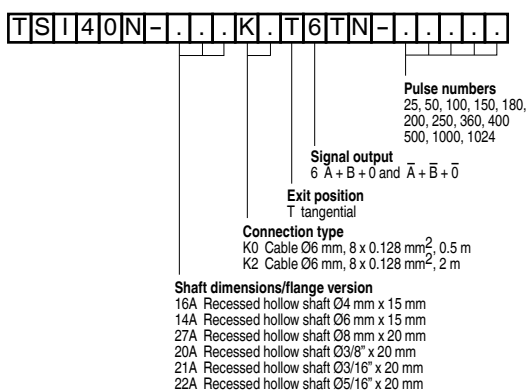 TSI40N-...K.T6TN-.....
Pulse numbers
25, 50, 100, 150, 180,
200, 250, 360, 400
500, 1000, 1024
Signal output
6 A + B + 0 and A̅ + B̅ + 0̅
Exit position
T tangential
Connection type
K0 Cable Ø6 mm, 8 x 0.128 mm², 0.5 m
K2 Cable Ø6 mm, 8 x 0.128 mm², 2 m
Shaft dimensions/flange version
16A Recessed hollow shaft Ø4 mm x 15 mm
14A Recessed hollow shaft Ø6 mm x 15 mm
27A Recessed hollow shaft Ø8 mm x 20 mm
20A Recessed hollow shaft Ø3/8” x 20 mm
21A Recessed hollow shaft Ø3/16” x 20 mm
22A Recessed hollow shaft Ø5/16” x 20 mm